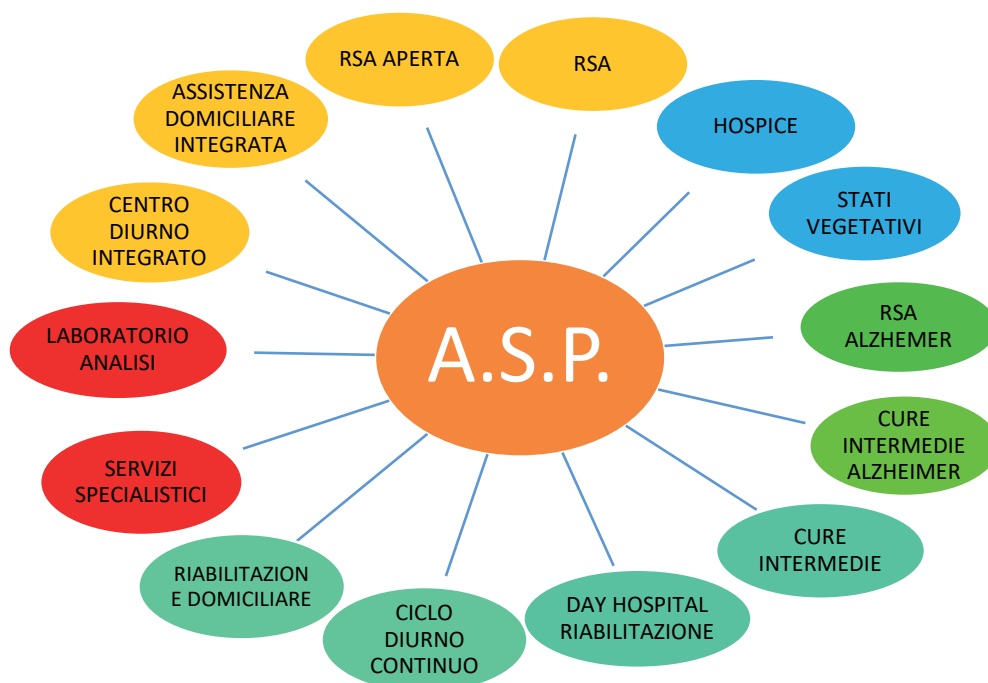 RSA APERTA
RSA
ASSISTENZA
DOMICILIARE
INTEGRATA
HOSPICE
STATI
VEGETATIVI
CENTRO
DIURNO
INTEGRATO
RSA
ALZHEMER
LABORATORIO
ANALISI
A.S.P.
CURE
INTERMEDIE
ALZHEIMER
SERVIZI
SPECIALISTICI
CURE
INTERMEDIE
RIABILITAZION
E DOMICILIARE
DAY HOSPITAL
RIABILITAZIONE
CICLO
DIURNO
CONTINUO